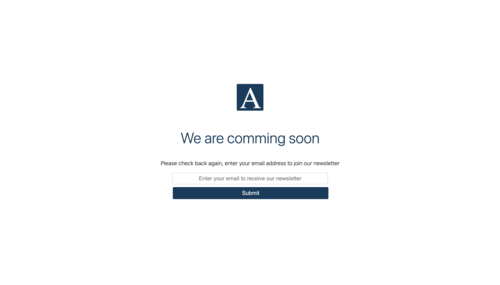 A
We are comming soon
Please check back again, enter your email address to join our newsletter
Enter your email to receive our newsletter
Submit